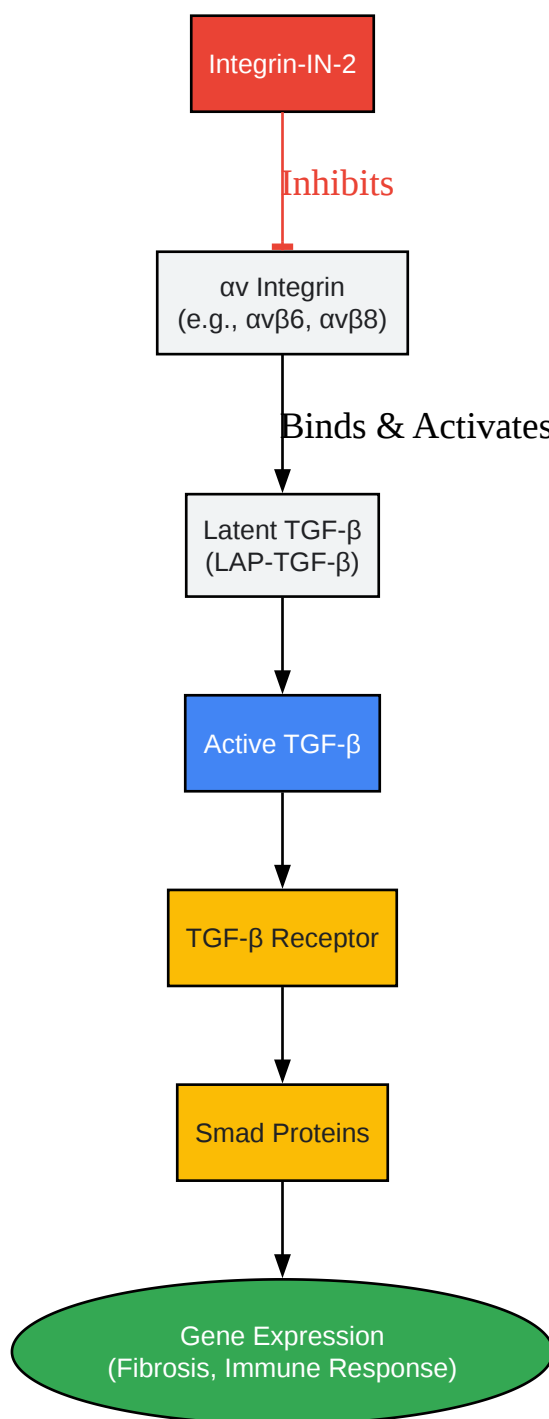 Integrin-IN-2
Inhibits
αv Integrin
(e.g., αvβ6, αvβ8)
Binds & Activates
Latent TGF-β
(LAP-TGF-β)
Active TGF-β
TGF-β Receptor
Smad Proteins
Gene Expression
(Fibrosis, Immune Response)